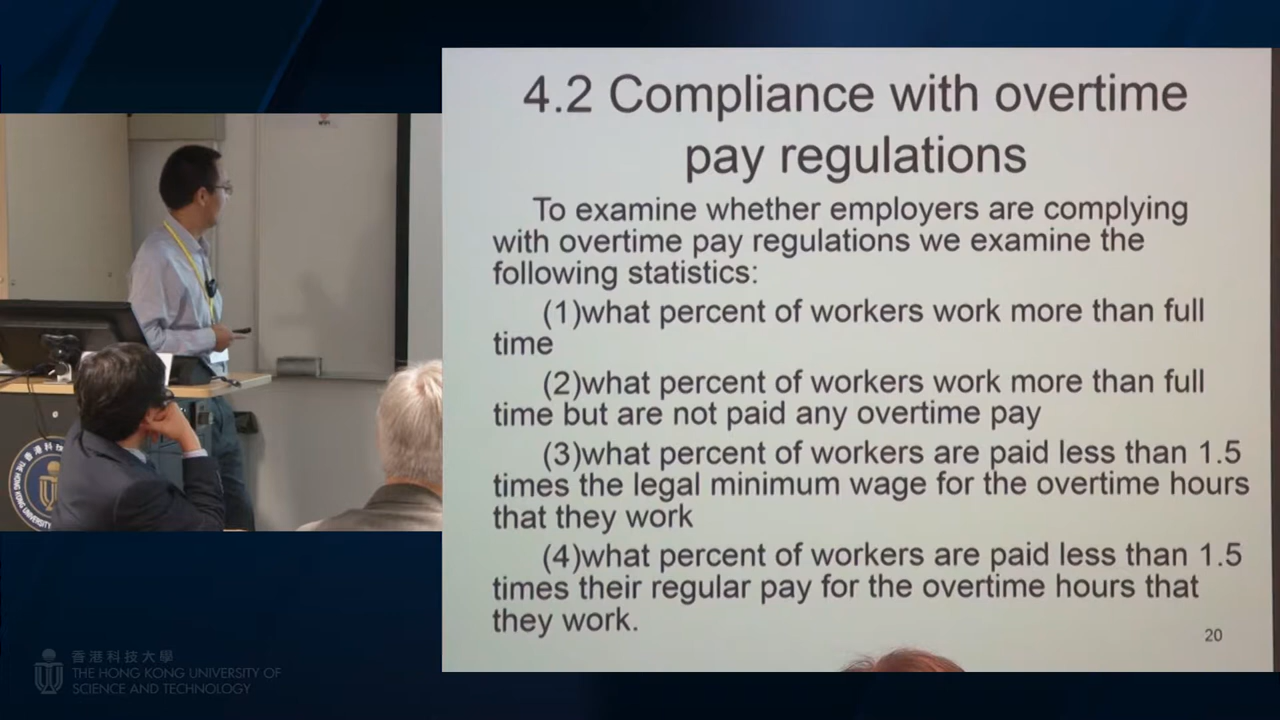 4.2 Compliance with overtime
pay regulations
To examine whether employers are complying
with overtime pay regulations we examine the
following statistics:
(1)what percent of workers work more than full
time
(2)what percent of workers work more than full
time but are not paid any overtime pay
(3)what percent of workers are paid less than 1.5
times the legal minimum wage for the overtime hours
that they work
(4)what percent of workers are paid less than 1.5
times their regular pay for the overtime hours that
they work.
20
香港科技大學
THE HONG KONG UNIVERSITY OF
SCIENCE AND TECHNOLOGY